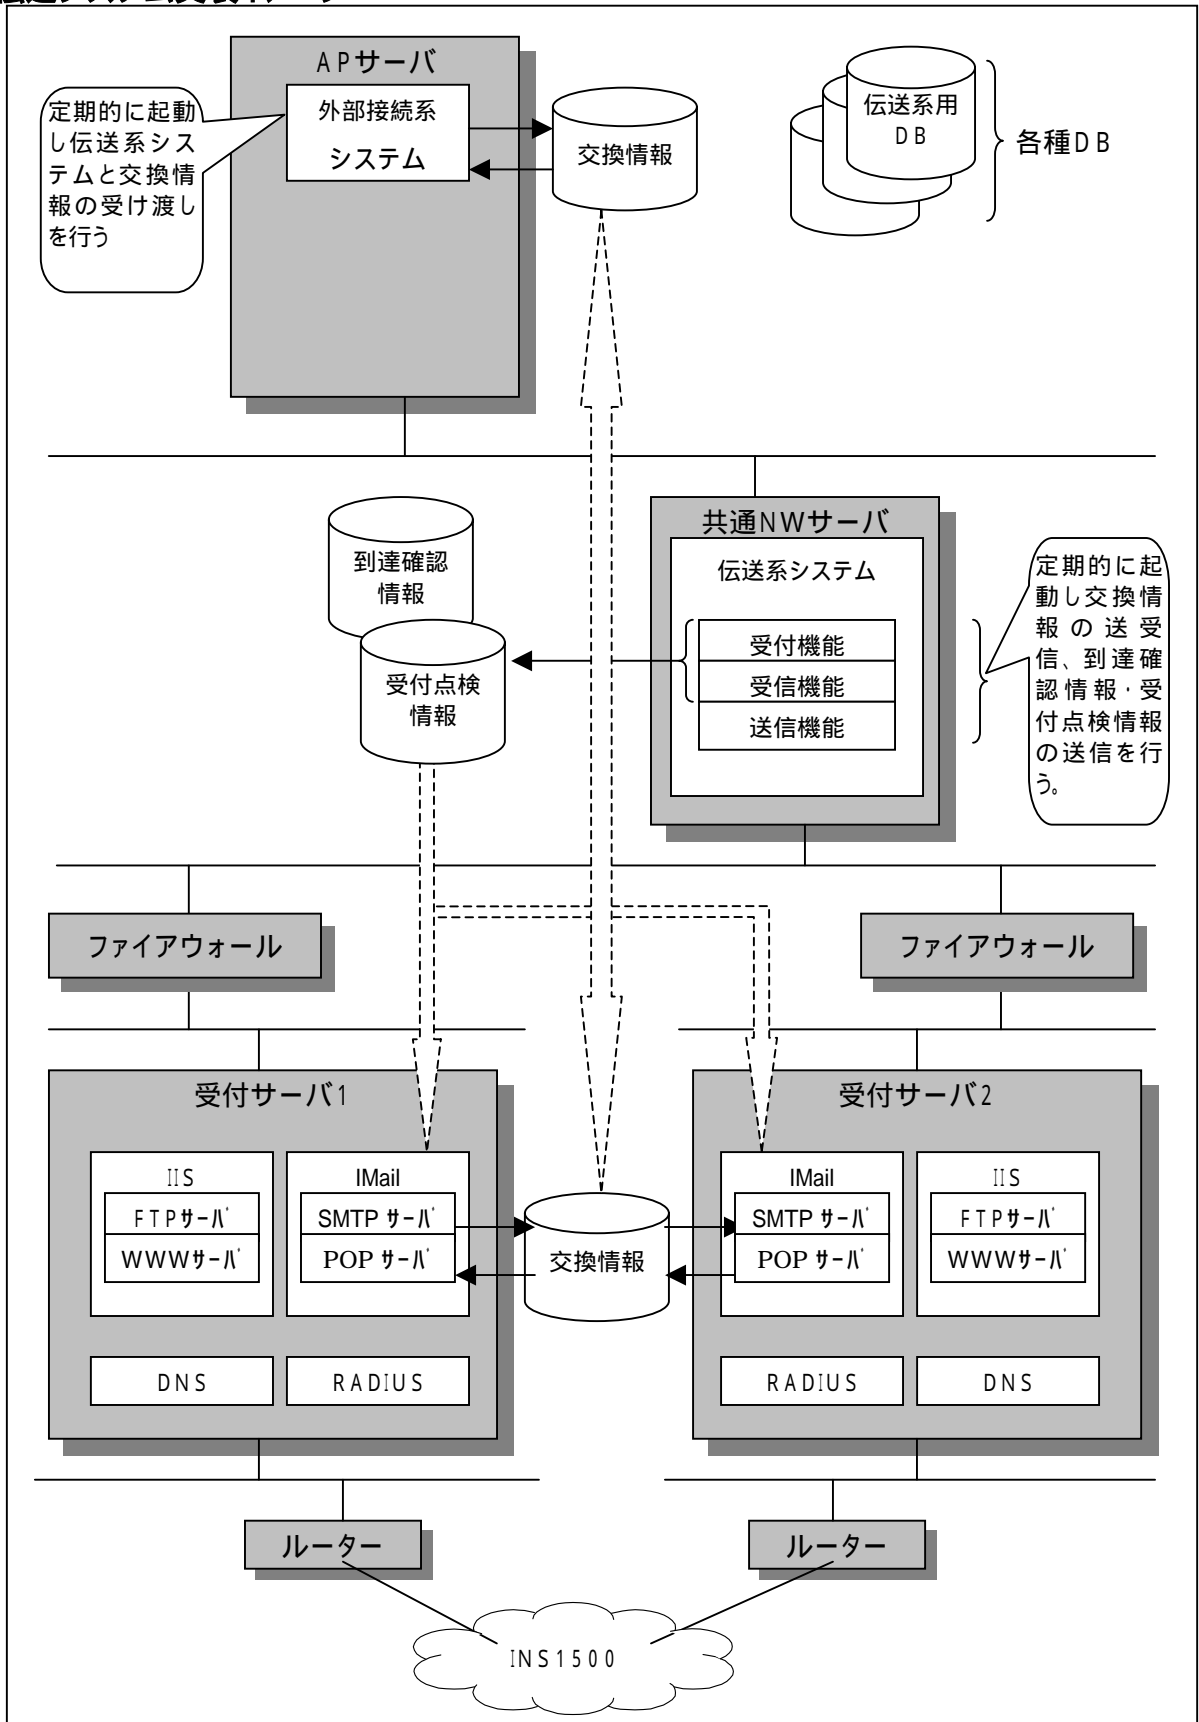 APサーバ
外部接続系
システム
定期的に起動
し伝送系シス
テムと交換情
報の受け渡し
を行う
交換情報
伝送系用
DB
各種DB
共通NWサーバ
伝送系システム
受付機能
受信機能
送信機能
定期的に起
動し交換情
報の送受
信、到達確
認情報・受
付点検情報
の送信を行
う。
到達確認
情報
受付点検
情報
ファイアウォール
ファイアウォール
受付サーバ1
IIS
FTPサーバ
WWWサーバ
IMail
SMTP サーバ
POP サーバ
DNS
RADIUS
交換情報
受付サーバ2
IMail
SMTP サーバ
POP サーバ
IIS
FTPサーバ
WWWサーバ
RADIUS
DNS
ルーター
ルーター
INS1500